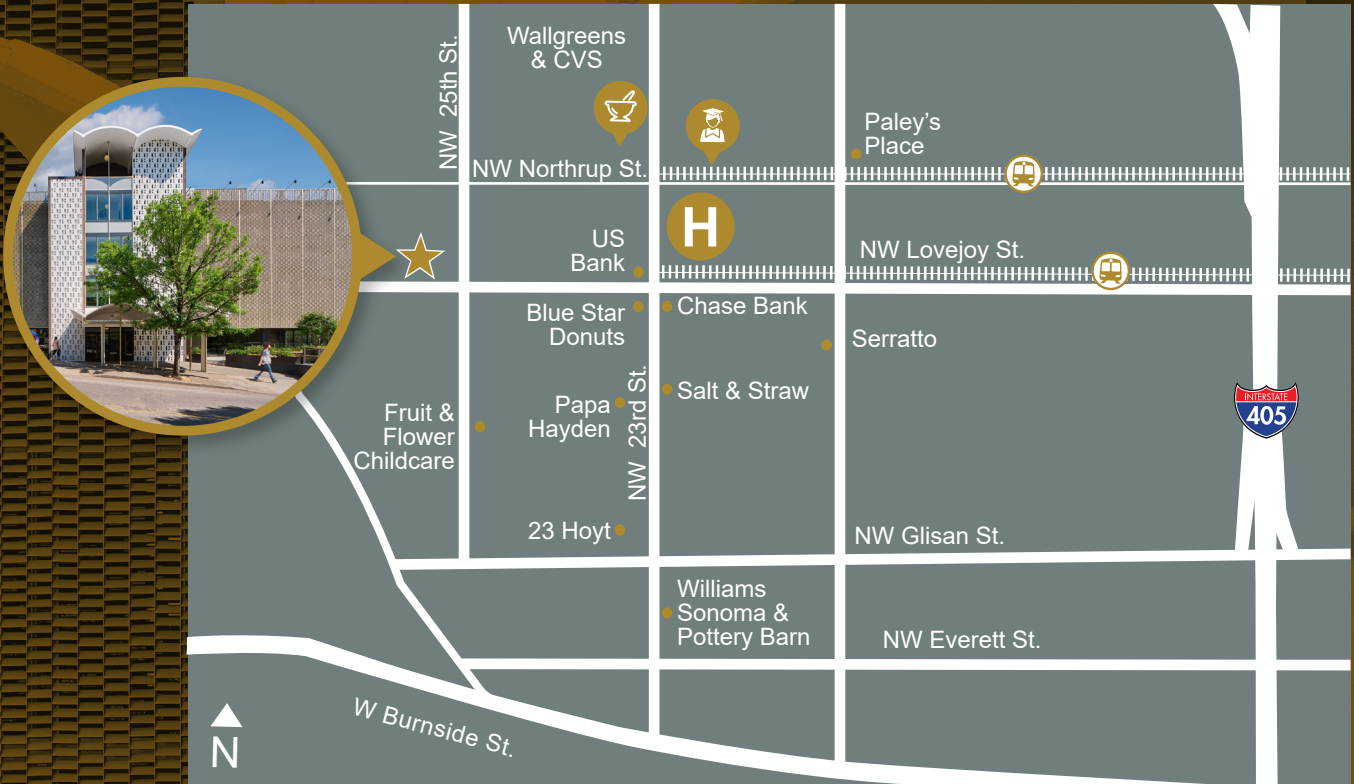 Wallgreens
& CVS
NW 25th St.
Paley's
Place
NW Northrup St.
H
US
Bank
NW Lovejoy St.
Blue Star
Donuts
Chase Bank
Serratto
NW 23rd St.
Salt & Straw
Papa
Hayden
Fruit &
Flower
Childcare
INTERSTATE
405
23 Hoyt
NW Glisan St.
Williams
Sonoma &
Pottery Barn
NW Everett St.
W Burnside St.
N